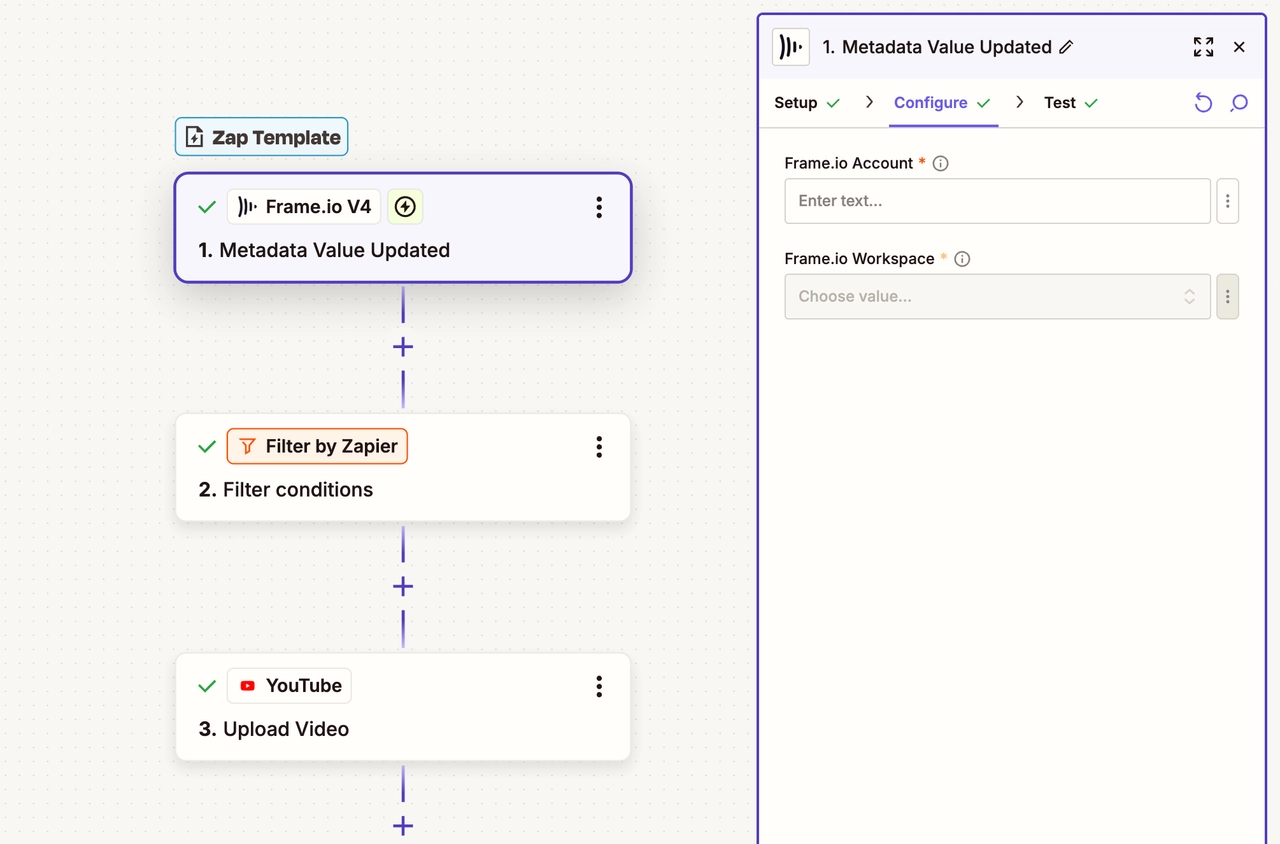 1. Metadata Value Updated
Setup
Configure
Test
Zap Template
Frame.io Account *
Enter text...
Frame.io V4
1. Metadata Value Updated
Frame.io Workspace *
Choose value...
Filter by Zapier
2. Filter conditions
YouTube
3. Upload Video